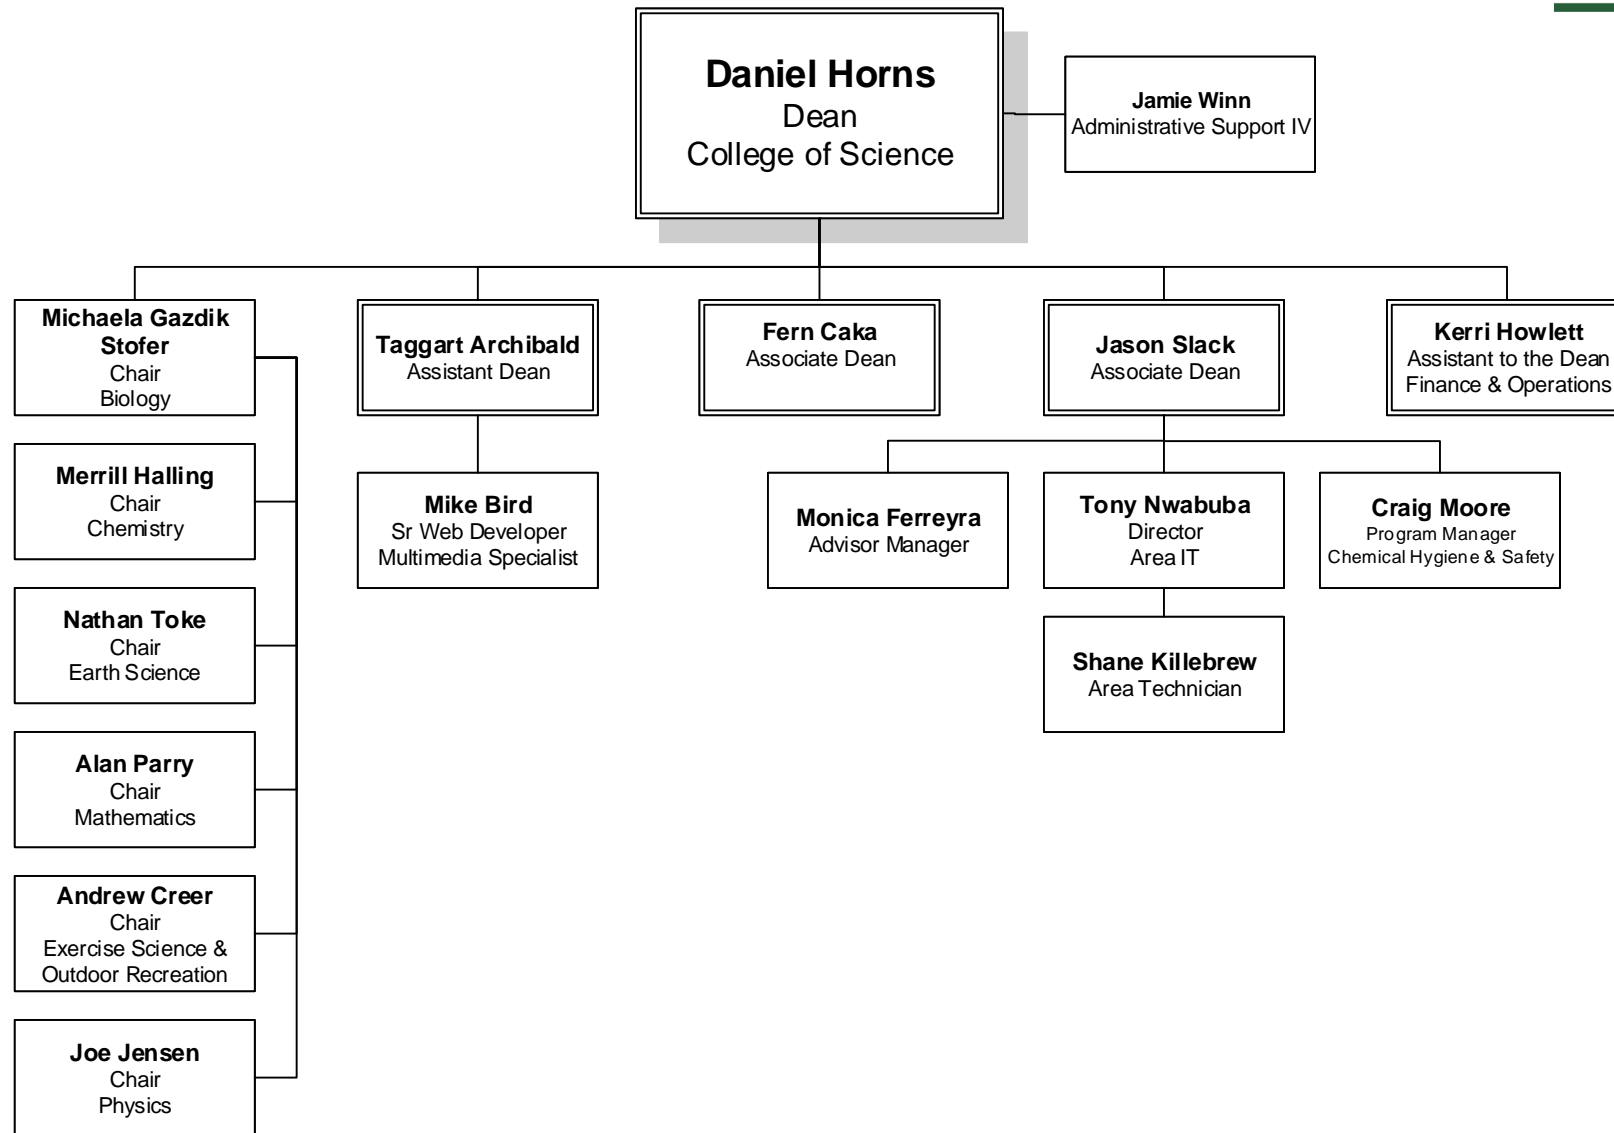 Daniel Horns
Dean
College of Science
Jamie Winn
Administrative Support IV
Michaela Gazdik
Stofer
Chair
Biology
Taggart Archibald
Assistant Dean
Fern Caka
Associate Dean
Jason Slack
Associate Dean
Kerri Howlett
Assistant to the Dean
Finance & Operations
Merrill Halling
Chair
Chemistry
Mike Bird
Sr Web Developer
Multimedia Specialist
Monica Ferreyra
Advisor Manager
Tony Nwabuba
Director
Area IT
Craig Moore
Program Manager
Chemical Hygiene & Safety
Nathan Toke
Chair
Earth Science
Shane Killebrew
Area Technician
Alan Parry
Chair
Mathematics
Andrew Creer
Chair
Exercise Science &
Outdoor Recreation
Joe Jensen
Chair
Physics